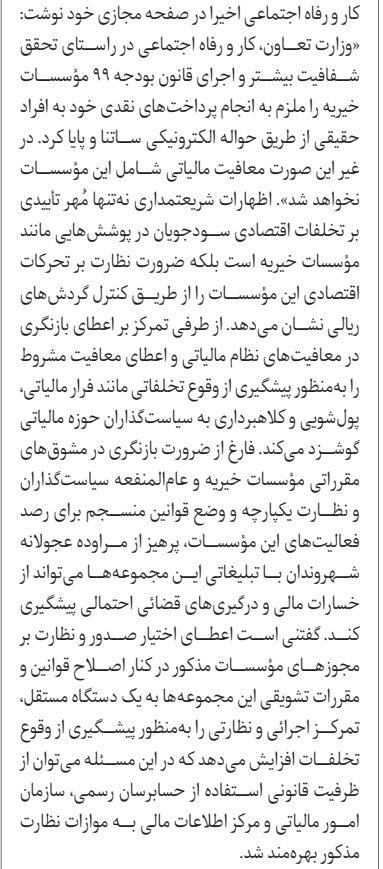 کار و رفاه اجتماعی اخیرا در صفحه مجازی خود نوشت:
«وزارت تعـاون، کار و رفاه اجتماعی در راسـتای تحقق
شـفافیت بیشـتر و اجرای قانون بودجه ۹۹ مؤسسـات
خیریه را ملزم به انجام پرداخت‌های نقدی خود به افراد
حقیقی از طریق حواله الکترونیکی سـاتنا و پایا کرد. در
غیر این صورت معافیت مالیاتی شـامل این مؤسسـات
نخواهد شد». اظهارات شریعتمداری نه‌تنها مُهر تأییدی
بر تخلفات اقتصادی سـودجویان در پوشش‌هایی مانند
مؤسسات خیریه است بلکه ضرورت نظارت بر تحرکات
اقتصادی این مؤسسـات را از طریـق کنترل گردش‌های
ریالی نشـان می‌دهد. از طرفی تمرکز بر اعطای بازنگری
در معافیت‌های نظام مالیاتی و اعطای معافیت مشروط
را به‌منظور پیشگیری از وقوع تخلفاتی مانند فرار مالیاتی،
پول‌شویی و کلاهبرداری به سیاست‌گذاران حوزه مالیاتی
گوشـزد می‌کند. فارغ از ضرورت بازنگری در مشوق‌های
مقرراتی مؤسسات خیریه و عام‌المنفعه سیاست‌گذاران
و نظـارت یکپارچه و وضع قوانین منسـجم برای رصد
فعالیت‌های این مؤسسـات، پرهیز از مـراوده عجولانه
شـهروندان بـا تبلیغاتی ایـن مجموعه‌هـا می‌تواند از
خسارات مالی و درگیری‌های قضائی احتمالی پیشگیری
کنـد. گفتنی اسـت اعطـای اختیار صـدور و نظارت بر
مجوزهـای مؤسسـات مذکور در کنار اصـلاح قوانین و
مقررات تشویقی این مجموعه‌ها به یک دستگاه مستقل،
تمرکـز اجرائی و نظارتی را به‌منظور پیشـگیری از وقوع
تخلفـات افزایش می‌دهد که در این مسـئله می‌توان از
ظرفیت قانونی اسـتفاده از حسابرسان رسمی، سازمان
امـور مالیاتی و مرکز اطلاعات مالی بـه موازات نظارت
مذکور بهره‌مند شد.